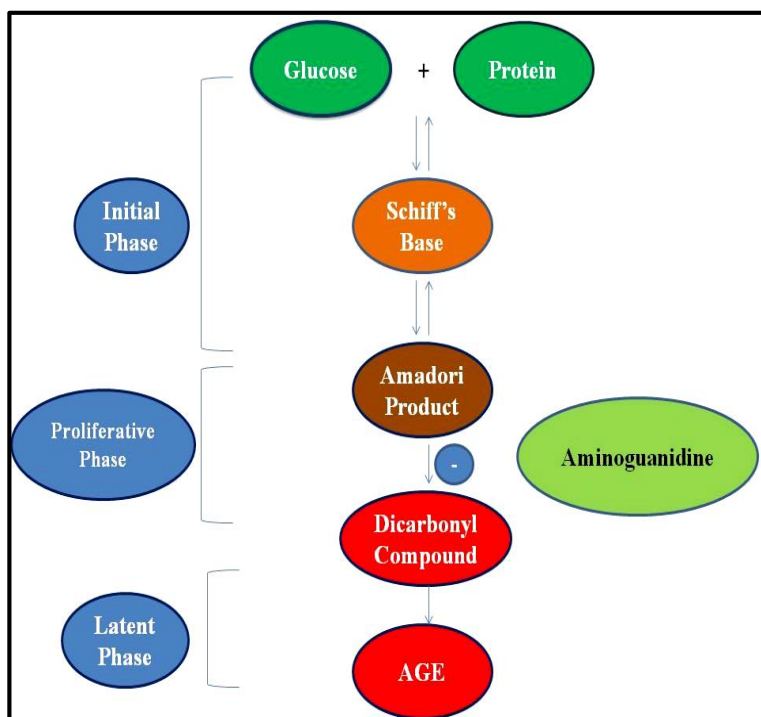 Glucose
+
Protein
Initial
Phase
Schiff's
Base
Amadori
Product
Proliferative
Phase
Aminoguanidine
-
Dicarbonyl
Compound
Latent
Phase
AGE